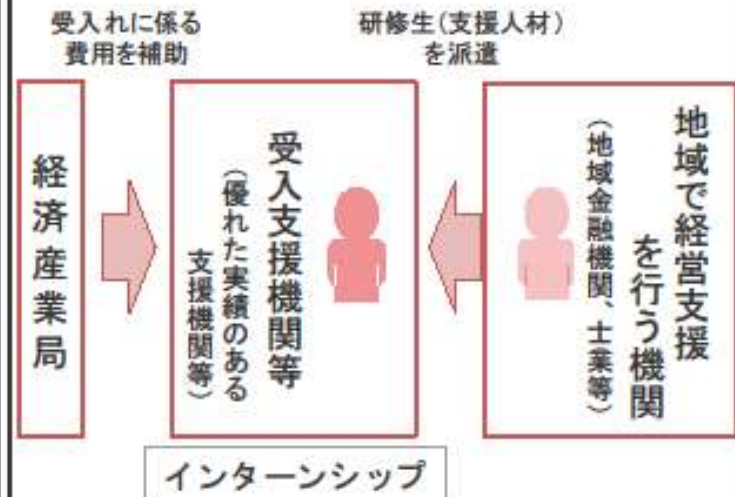 受入れに係る
費用を補助
研修生(支援人材)
を派遣
経済産業局
受入支援機関等
(優れた実績のある
支援機関等)
地域で経営支援
を行う機関
(地域金融機関、士業等)
インターンシップ